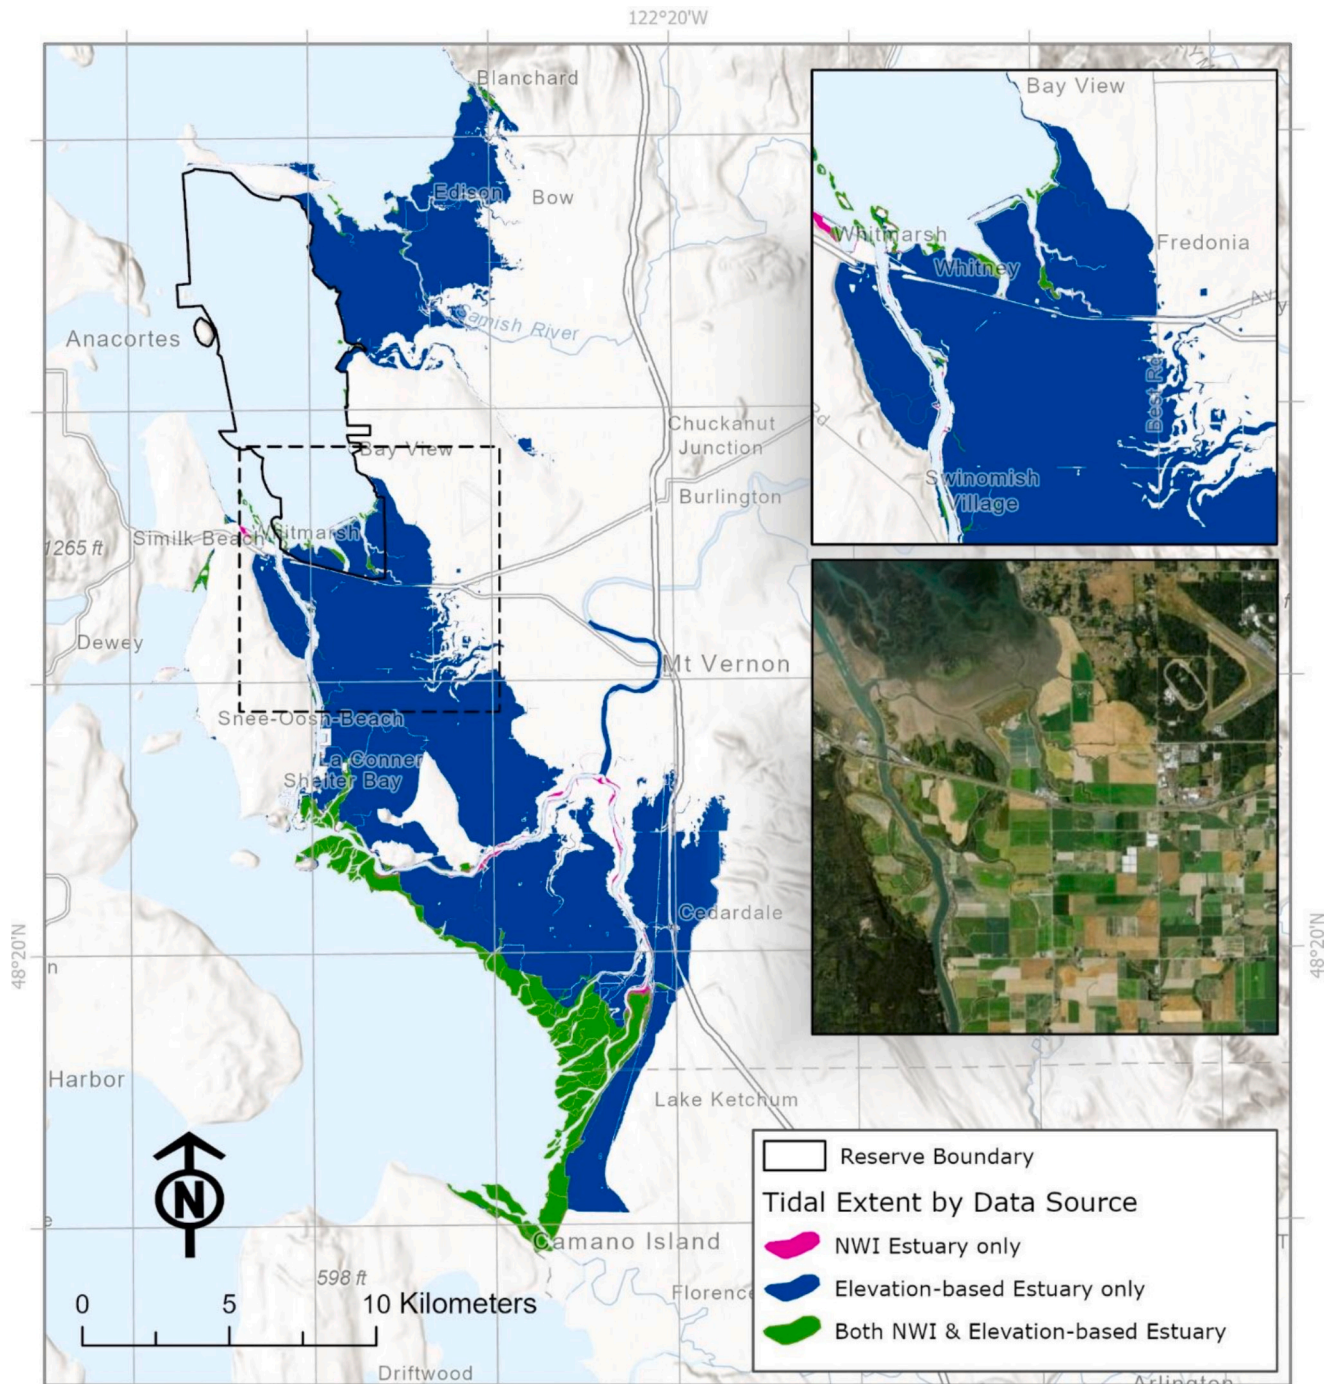 122°20'W
Blanchard
Edison
Bow
Samish River
Anacortes
Chuckanut
Junction
Bay View
Burlington
Similk Beach
Whitmarsh
1265 ft
Dewey
Mt Vernon
Snee-Oosh-Beach
La Conner
Shelter Bay
Cedardale
48°20'N
48°20'N
n
Harbor
Lake Ketchum
e
Camano Island
598 ft
Florence
Driftwood
Arlington
Rd
Bay View
Whitmarsh
Whitney
Fredonia
Av
Best Rd
Swinomish
Village
N
0 5 10 Kilometers
Reserve Boundary
Tidal Extent by Data Source
NWI Estuary only
Elevation-based Estuary only
Both NWI & Elevation-based Estuary